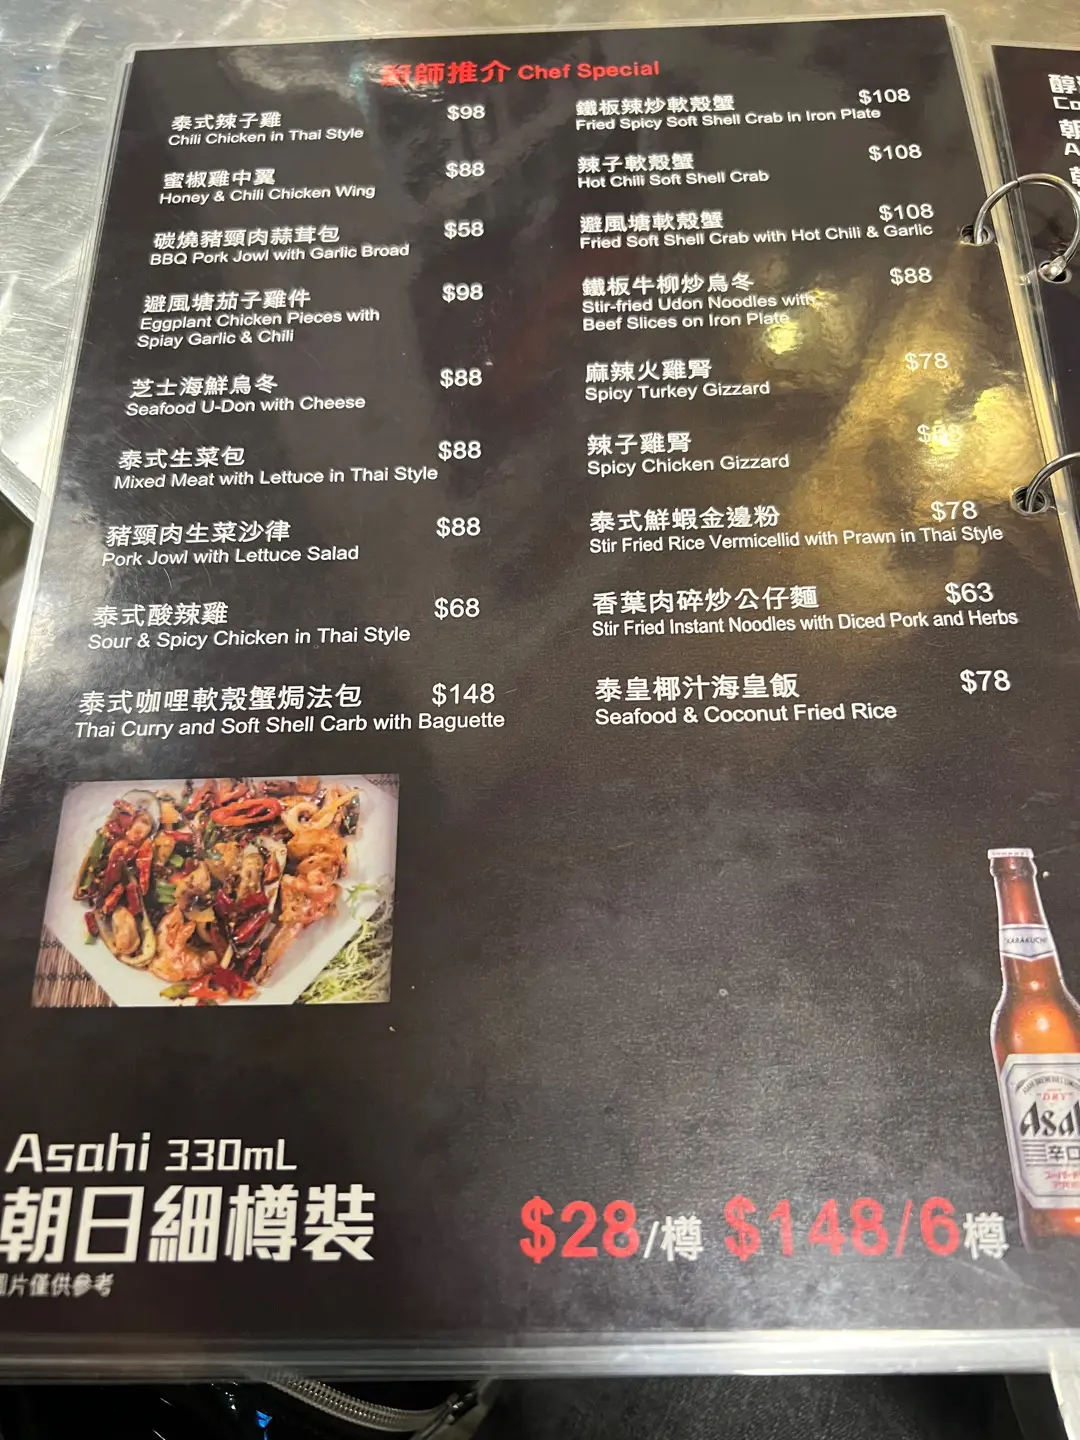 廚師推介 Chef Special
泰式辣子雞 $98
Chili Chicken in Thai Style
蜜椒雞中翼 $88
Honey & Chili Chicken Wing
碳燒豬頸肉蒜茸包 $58
BBQ Pork Jowl with Garlic Broad
避風塘茄子雞件 $98
Eggplant Chicken Pieces with
Spiay Garlic & Chili
芝士海鮮烏冬 $88
Seafood U-Don with Cheese
泰式生菜包 $88
Mixed Meat with Lettuce in Thai Style
豬頸肉生菜沙律 $88
Pork Jowl with Lettuce Salad
泰式酸辣雞 $68
Sour & Spicy Chicken in Thai Style
泰式咖哩軟殼蟹焗法包 $148
Thai Curry and Soft Shell Carb with Baguette
鐵板辣炒軟殼蟹 $108
Fried Spicy Soft Shell Crab in Iron Plate
辣子軟殼蟹 $108
Hot Chili Soft Shell Crab
避風塘軟殼蟹 $108
Fried Soft Shell Crab with Hot Chili & Garlic
鐵板牛柳炒烏冬 $88
Stir-fried Udon Noodles with
Beef Slices on Iron Plate
麻辣火雞腎 $78
Spicy Turkey Gizzard
辣子雞腎
Spicy Chicken Gizzard
泰式鮮蝦金邊粉 $78
Stir Fried Rice Vermicellid with Prawn in Thai Style
香葉肉碎炒公仔麵 $63
Stir Fried Instant Noodles with Diced Pork and Herbs
泰皇椰汁海皇飯 $78
Seafood & Coconut Fried Rice
Asahi 330mL
朝日細樽裝
$28/樽 $148/6樽
圖片僅供參考
KARAKUCHI
"DRY"
Asa
辛口
醇
Co
朝
A